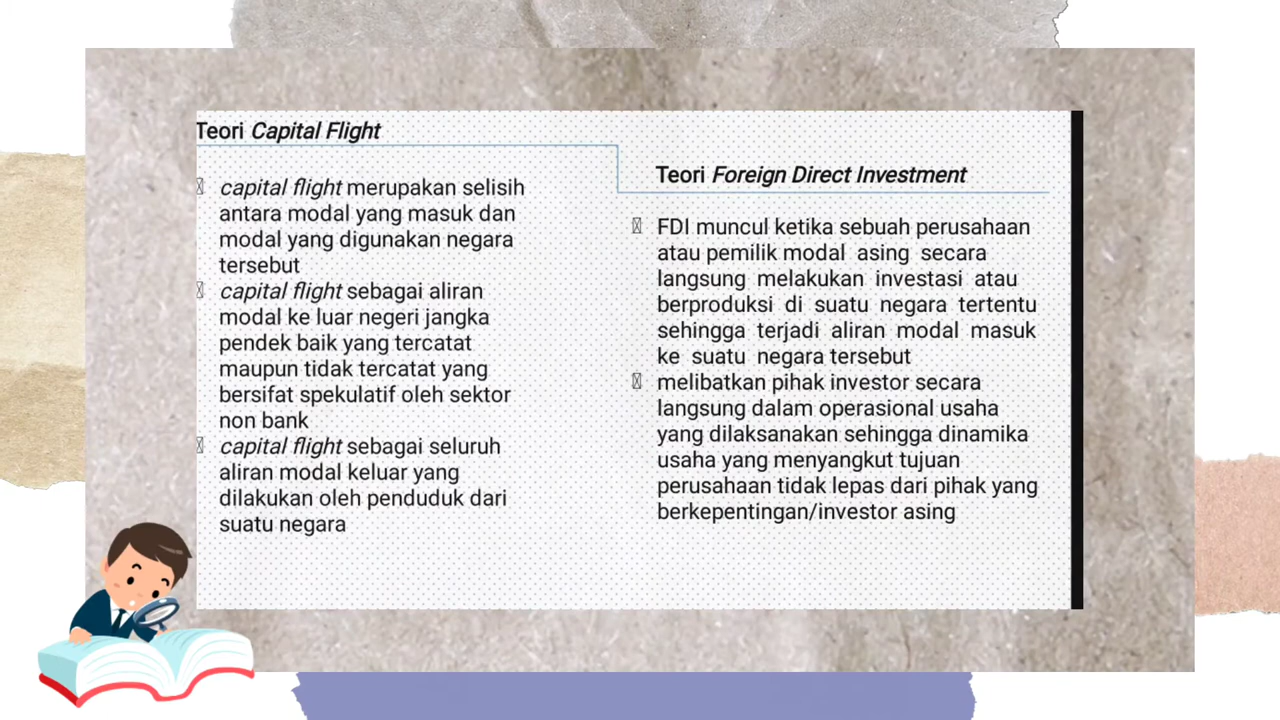 Teori Capital Flight
capital flight merupakan selisih
antara modal yang masuk dan
modal yang digunakan negara
tersebut
capital flight sebagai aliran
modal ke luar negeri jangka
pendek baik yang tercatat
maupun tidak tercatat yang
bersifat spekulatif oleh sektor
non bank
capital flight sebagai seluruh
aliran modal keluar yang
dilakukan oleh penduduk dari
suatu negara
Teori Foreign Direct Investment
FDI muncul ketika sebuah perusahaan
atau pemilik modal asing secara
langsung melakukan investasi atau
berproduksi di suatu negara tertentu
sehingga terjadi aliran modal masuk
ke suatu negara tersebut
melibatkan pihak investor secara
langsung dalam operasional usaha
yang dilaksanakan sehingga dinamika
usaha yang menyangkut tujuan
perusahaan tidak lepas dari pihak yang
berkepentingan/investor asing